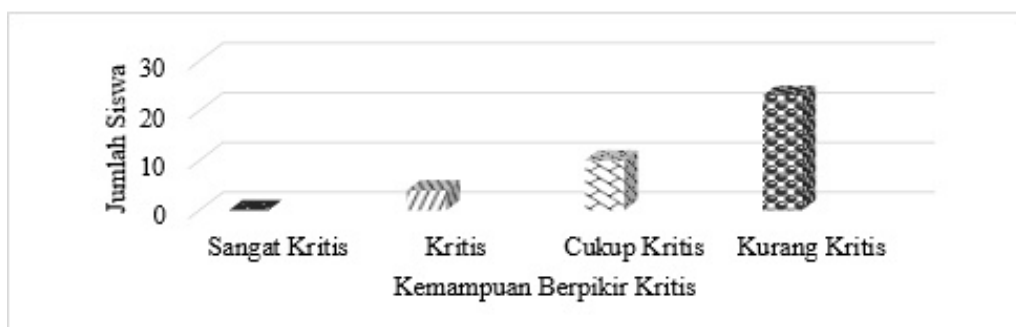 Jumlah Siswa
30
20
10
0
Sangat Kritis
Kritis
Cukup Kritis
Kurang Kritis
Kemampuan Berpikir Kritis